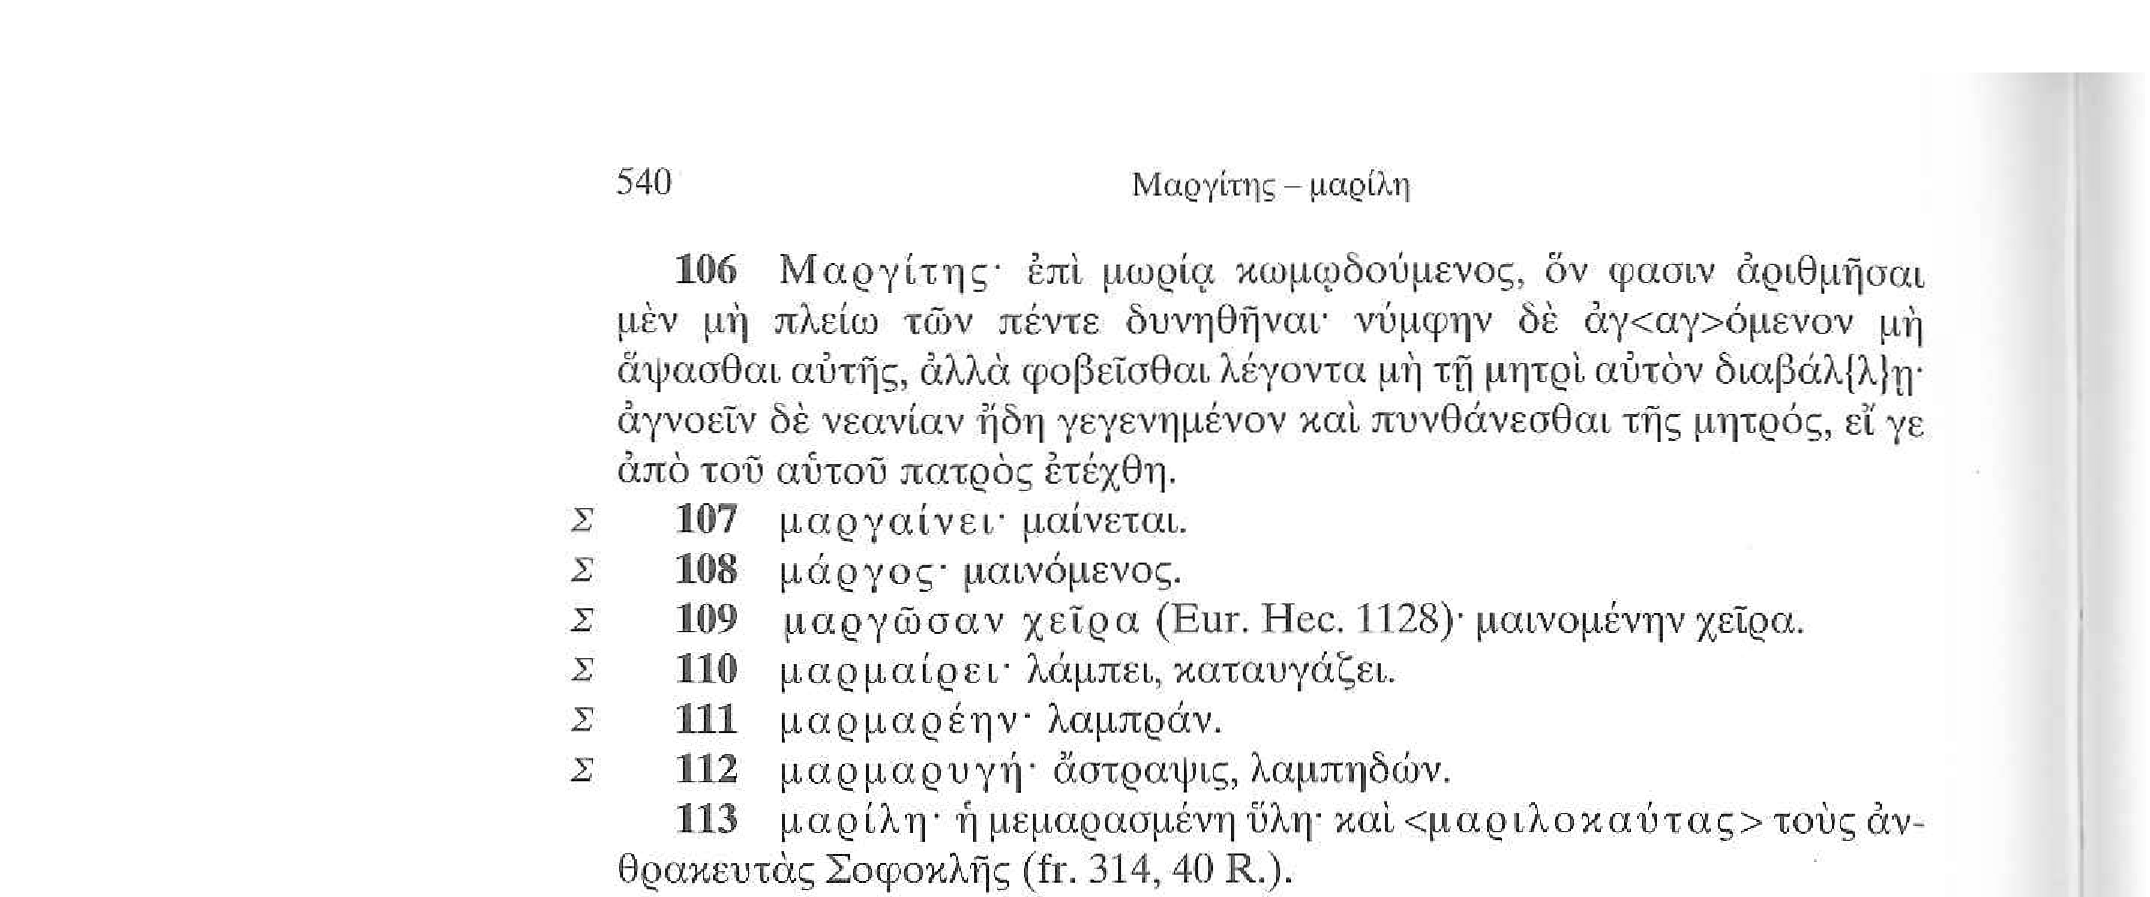 540 Μαργίτης – μαρίλη
106 Μαργίτης· ἐπὶ μωρίᾳ κωμῳδούμενος, ὅν φασιν ἀριθμῆσαι
μὲν μὴ πλείω τῶν πέντε δυνηθῆναι· νύμφην δὲ ἀγ<αγ>όμενον μὴ
ἅψασθαι αὐτῆς, ἀλλὰ φοβεῖσθαι λέγοντα μὴ τῇ μητρὶ αὐτὸν διαβάλ{λ}ῃ·
ἀγνοεῖν δὲ νεανίαν ἤδη γεγενημένον καὶ πυνθάνεσθαι τῆς μητρός, εἴ γε
ἀπὸ τοῦ αὐτοῦ πατρὸς ἐτέχθη.
Σ 107 μαργαίνει· μαίνεται.
Σ 108 μάργος· μαινόμενος.
Σ 109 μαργῶσαν χεῖρα (Eur. Hec. 1128)· μαινομένην χεῖρα.
Σ 110 μαρμαίρει· λάμπει, καταυγάζει.
Σ 111 μαρμαρέην· λαμπράν.
Σ 112 μαρμαρυγή· ἄστραψις, λαμπηδών.
113 μαρίλη· ἡ μεμαρασμένη ὕλη· καὶ <μαριλοκαύτας> τοὺς ἀν-
θρακευτὰς Σοφοκλῆς (fr. 314, 40 R.).